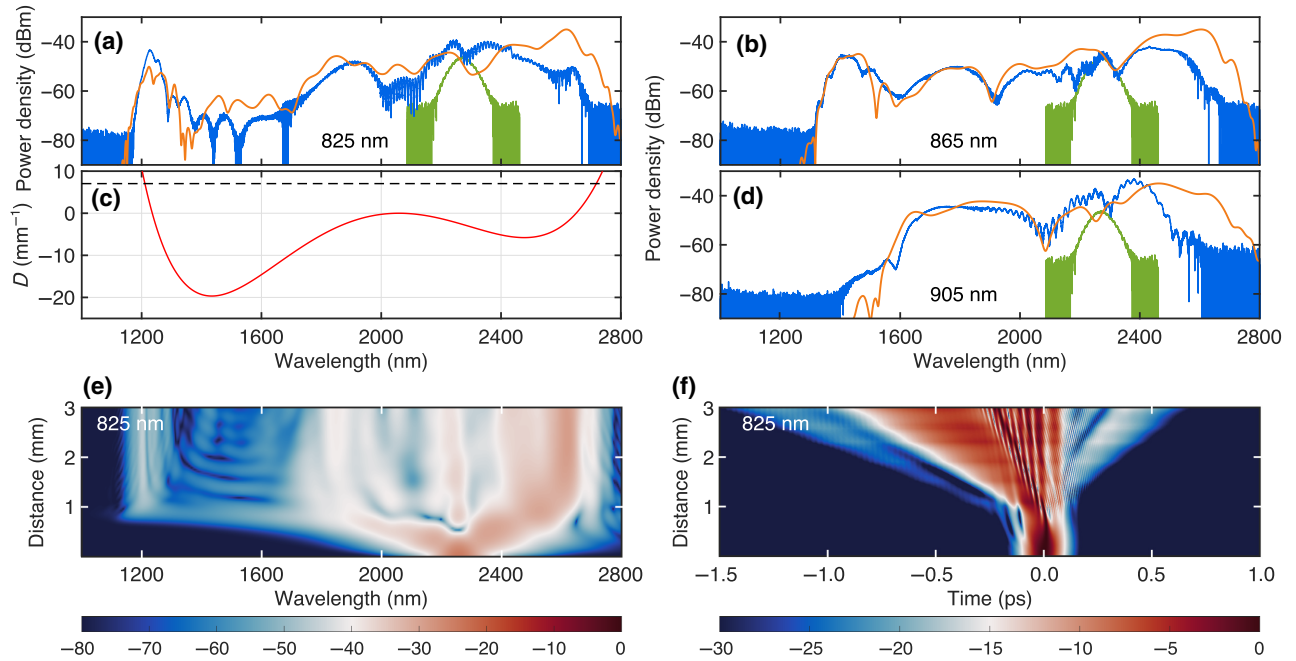 Power density (dBm)
−40
−60
−80
(a)
825 nm
Power density (dBm)
−40
−60
−80
(b)
865 nm
D (mm⁻¹)
10
0
−10
−20
(c)
1200 1600 2000 2400 2800
Wavelength (nm)
−40
−60
−80
(d)
905 nm
1200 1600 2000 2400 2800
Wavelength (nm)
(e)
825 nm
Distance (mm)
3
2
1
1200 1600 2000 2400 2800
Wavelength (nm)
−80 −70 −60 −50 −40 −30 −20 −10 0
(f)
825 nm
Distance (mm)
3
2
1
−1.5 −1.0 −0.5 0.0 0.5 1.0
Time (ps)
−30 −25 −20 −15 −10 −5 0